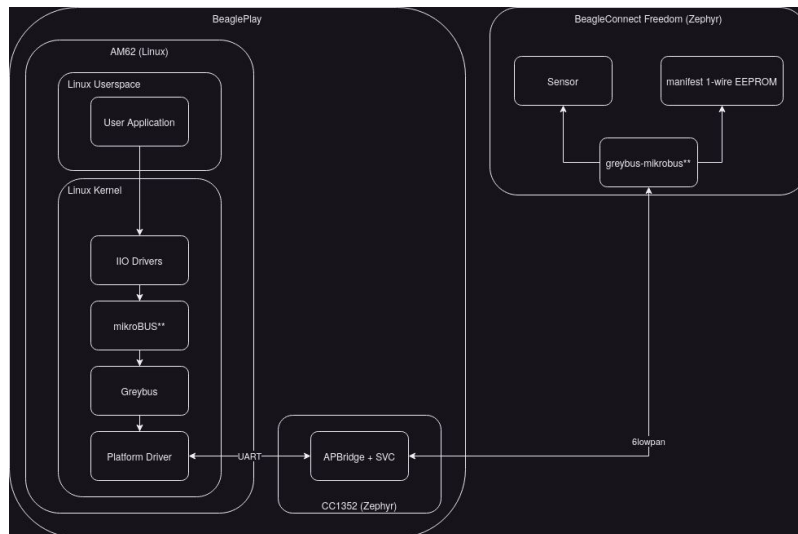 BeaglePlay
BeagleConnect Freedom (Zephyr)
AM62 (Linux)
Linux Userspace
User Application
Sensor
manifest 1-wire EEPROM
greybus-mikrobus**
Linux Kernel
IIO Drivers
mikroBUS**
Greybus
Platform Driver
UART
APBridge + SVC
6lowpan
CC1352 (Zephyr)